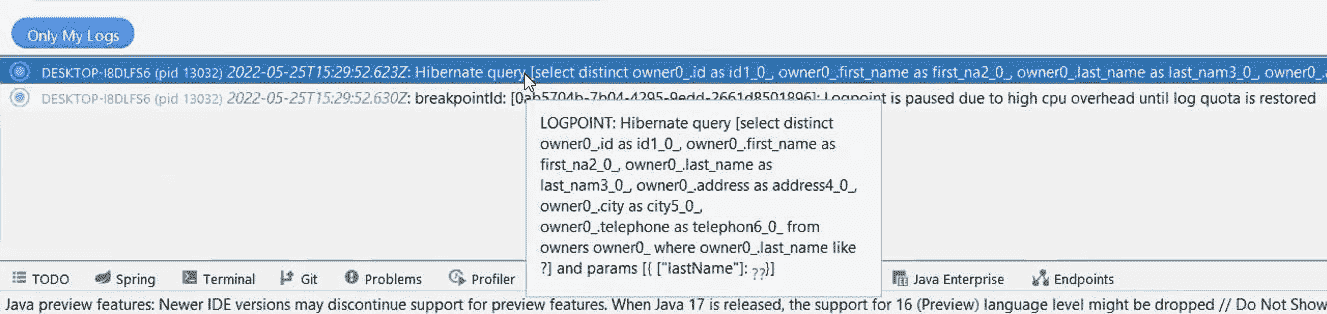 Only My Logs
DESKTOP-I8DLFS6 (pid 13032) 2022-05-25T15:29:52.623Z: Hibernate query [select distinct owner0_.id as id1_0_, owner0_.first_name as first_na2_0_, owner0_.last_name as last_nam3_0_, owner0_.
DESKTOP-I8DLFS6 (pid 13032) 2022-05-25T15:29:52.630Z: breakpointId: [0ab5704b-7b04-4295-9edd-2661d8501896]: Logpoint is paused due to high cpu overhead until log quota is restored
LOGPOINT: Hibernate query [select distinct
owner0_.id as id1_0_, owner0_.first_name as
first_na2_0_, owner0_.last_name as
last_nam3_0_, owner0_.address as address4_0_,
owner0_.city as city5_0_,
owner0_.telephone as telephon6_0_ from
owners owner0_ where owner0_.last_name like
?] and params [{ ["lastName"]: ??}]
TODO Spring Terminal Git Problems Profiler Java Enterprise Endpoints
Java preview features: Newer IDE versions may discontinue support for preview features. When Java 17 is released, the support for 16 (Preview) language level might be dropped // Do Not Show